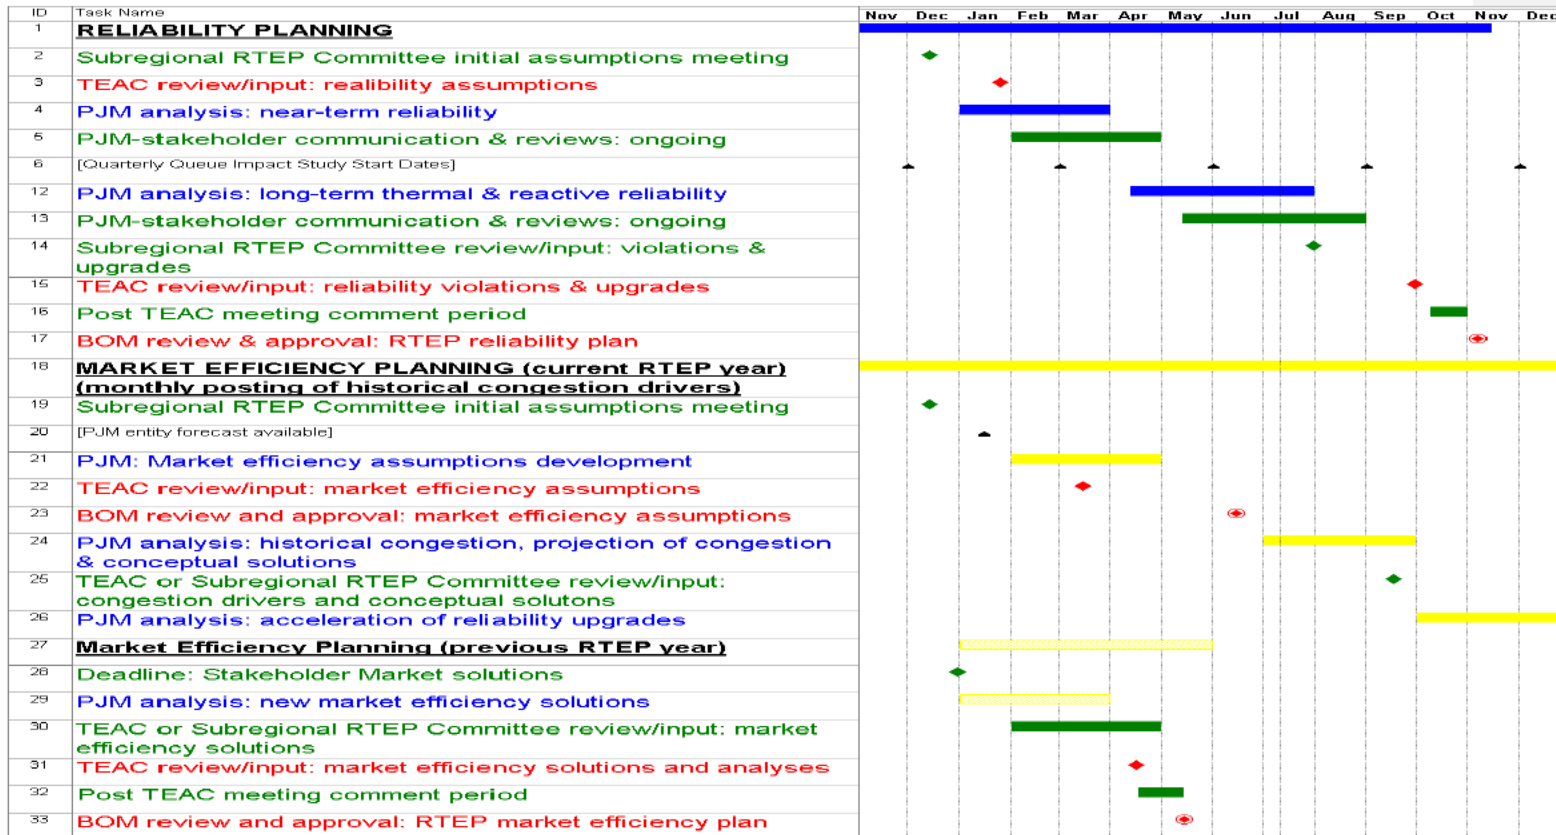 ID Task Name Nov Dec Jan Feb Mar Apr May Jun Jul Aug Sep Oct Nov Dec
1 RELIABILITY PLANNING
2 Subregional RTEP Committee initial assumptions meeting
3 TEAC review/input: realibility assumptions
4 PJM analysis: near-term reliability
5 PJM-stakeholder communication & reviews: ongoing
6 [Quarterly Queue Impact Study Start Dates]
12 PJM analysis: long-term thermal & reactive reliability
13 PJM-stakeholder communication & reviews: ongoing
14 Subregional RTEP Committee review/input: violations &
upgrades
15 TEAC review/input: reliability violations & upgrades
16 Post TEAC meeting comment period
17 BOM review & approval: RTEP reliability plan
18 MARKET EFFICIENCY PLANNING (current RTEP year)
(monthly posting of historical congestion drivers)
19 Subregional RTEP Committee initial assumptions meeting
20 [PJM entity forecast available]
21 PJM: Market efficiency assumptions development
22 TEAC review/input: market efficiency assumptions
23 BOM review and approval: market efficiency assumptions
24 PJM analysis: historical congestion, projection of congestion
& conceptual solutions
25 TEAC or Subregional RTEP Committee review/input:
congestion drivers and conceptual solutons
26 PJM analysis: acceleration of reliability upgrades
27 Market Efficiency Planning (previous RTEP year)
28 Deadline: Stakeholder Market solutions
29 PJM analysis: new market efficiency solutions
30 TEAC or Subregional RTEP Committee review/input: market
efficiency solutions
31 TEAC review/input: market efficiency solutions and analyses
32 Post TEAC meeting comment period
33 BOM review and approval: RTEP market efficiency plan